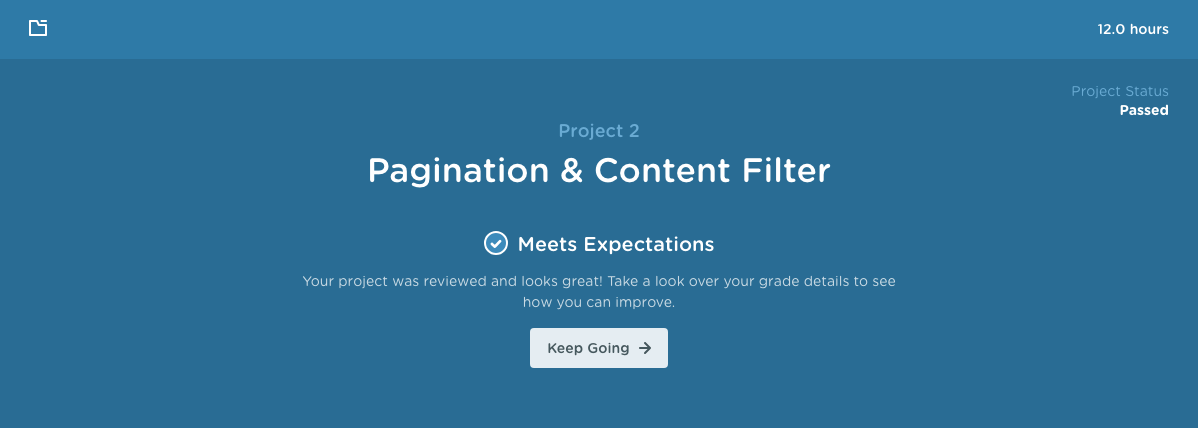 12.0 hours
Project Status
Passed
Project 2
Pagination & Content Filter
Meets Expectations
Your project was reviewed and looks great! Take a look over your grade details to see
how you can improve.
Keep Going